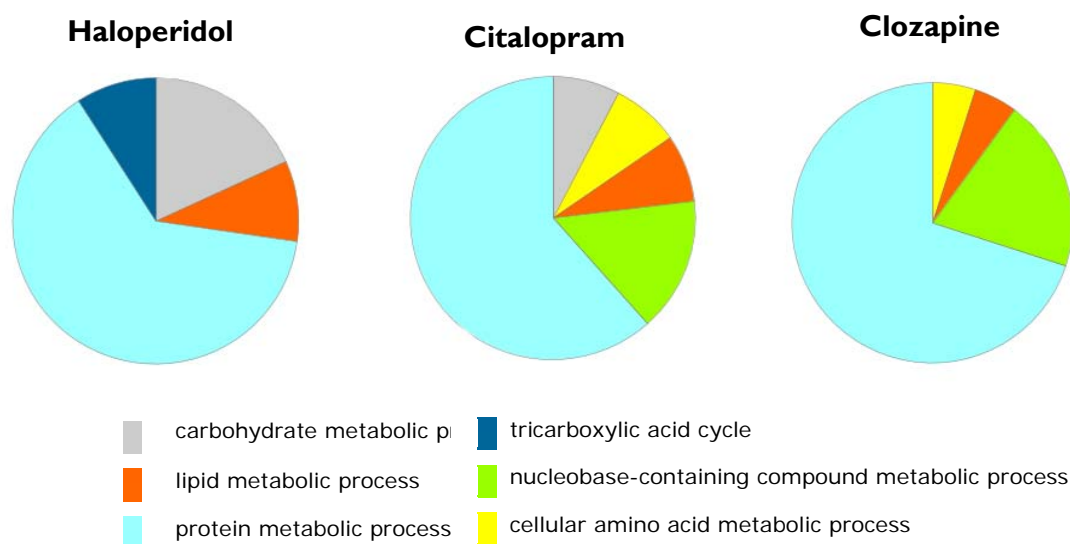 Haloperidol
Citalopram
Clozapine
carbohydrate metabolic p
tricarboxylic acid cycle
lipid metabolic process
nucleobase-containing compound metabolic process
protein metabolic process
cellular amino acid metabolic process